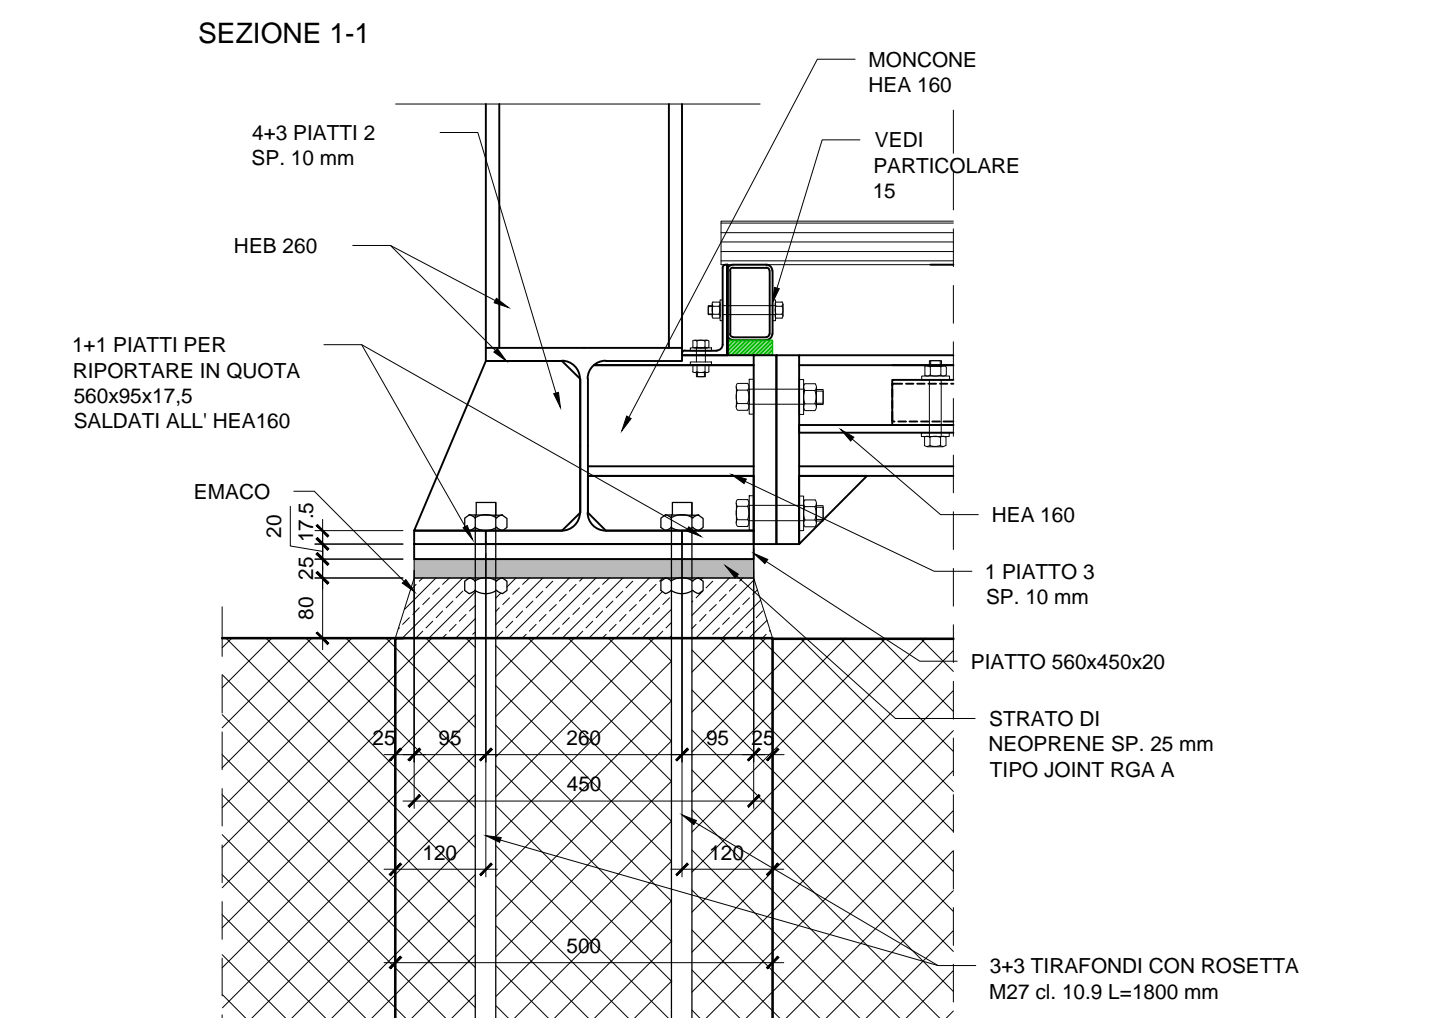 SEZIONE 1-1
MONCONE
HEA 160
4+3 PIATTI 2
SP. 10 mm
VEDI
PARTICOLARE
15
HEB 260
1+1 PIATTI PER
RIPORTARE IN QUOTA
560x95x17,5
SALDATI ALL' HEA160
EMACO
17.5
20
25
80
HEA 160
1 PIATTO 3
SP. 10 mm
PIATTO 560x450x20
STRATO DI
NEOPRENE SP. 25 mm
TIPO JOINT RGA A
25 95 260 95 25
450
120 120
500
3+3 TIRAFONDI CON ROSETTA
M27 cl. 10.9 L=1800 mm